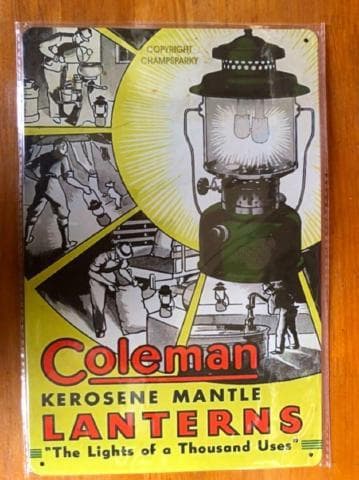 COPYRIGHT
CHAMPSPARKY
Coleman
KEROSENE MANTLE
LANTERNS
"The Lights of a Thousand Uses"